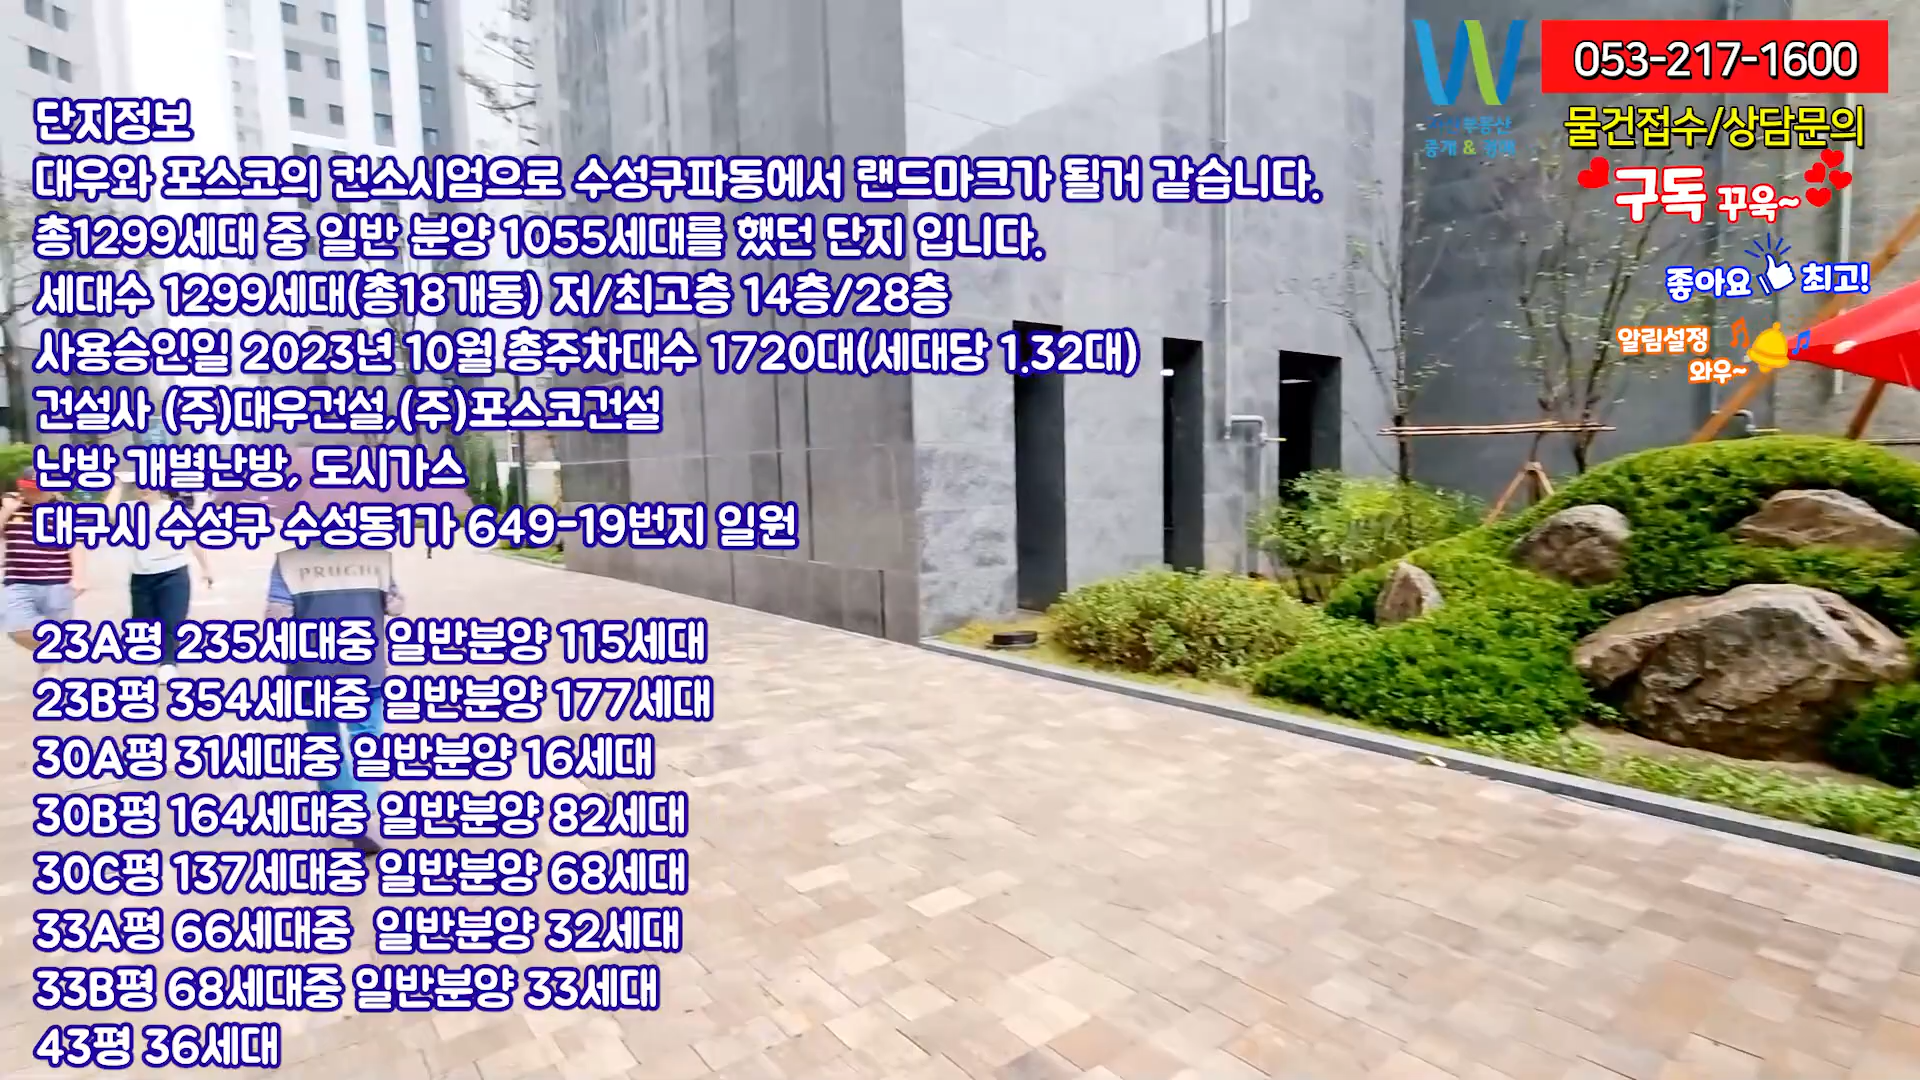 단지정보
대우와 포스코의 컨소시엄으로 수성구파동에서 랜드마크가 될거 같습니다.
총1299세대 중 일반 분양 1055세대를 했던 단지 입니다.
세대수 1299세대(총18개동) 저/최고층 14층/28층
사용승인일 2023년 10월 총주차대수 1720대(세대당 1.32대)
건설사 (주)대우건설,(주)포스코건설
난방 개별난방, 도시가스
대구시 수성구 수성동1가 649-19번지 일원
23A평 235세대중 일반분양 115세대
23B평 354세대중 일반분양 177세대
30A평 31세대중 일반분양 16세대
30B평 164세대중 일반분양 82세대
30C평 137세대중 일반분양 68세대
33A평 66세대중 일반분양 32세대
33B평 68세대중 일반분양 33세대
43평 36세대
053-217-1600
물건접수/상담문의
구독 꾸욱~
좋아요 최고!
알림설정
와우~